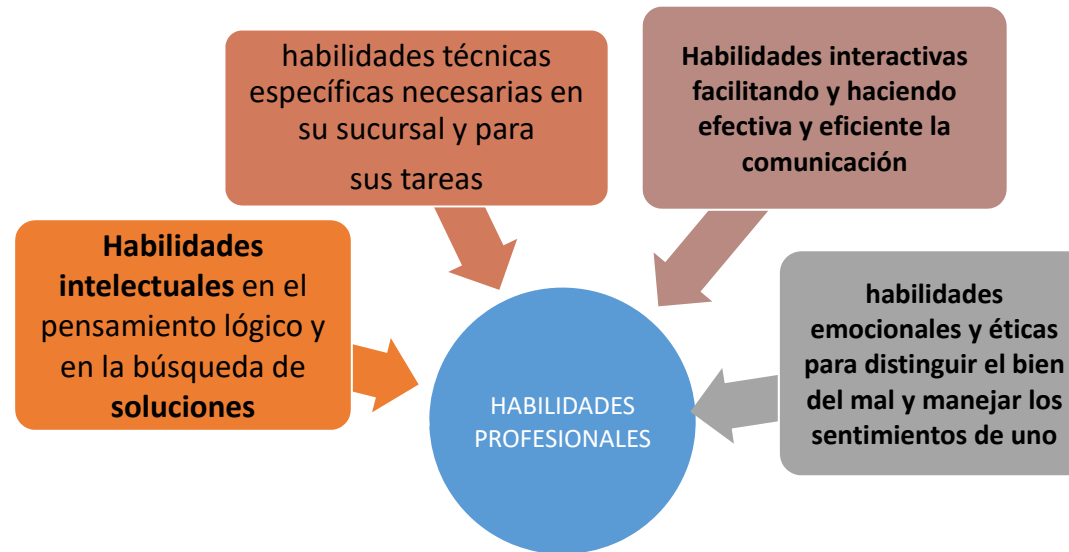 habilidades técnicas
específicas necesarias en
su sucursal y para
sus tareas
Habilidades interactivas
facilitando y haciendo
efectiva y eficiente la
comunicación
Habilidades
intelectuales en el
pensamiento lógico y
en la búsqueda de
soluciones
habilidades
emocionales y éticas
para distinguir el bien
del mal y manejar los
sentimientos de uno
HABILIDADES
PROFESIONALES